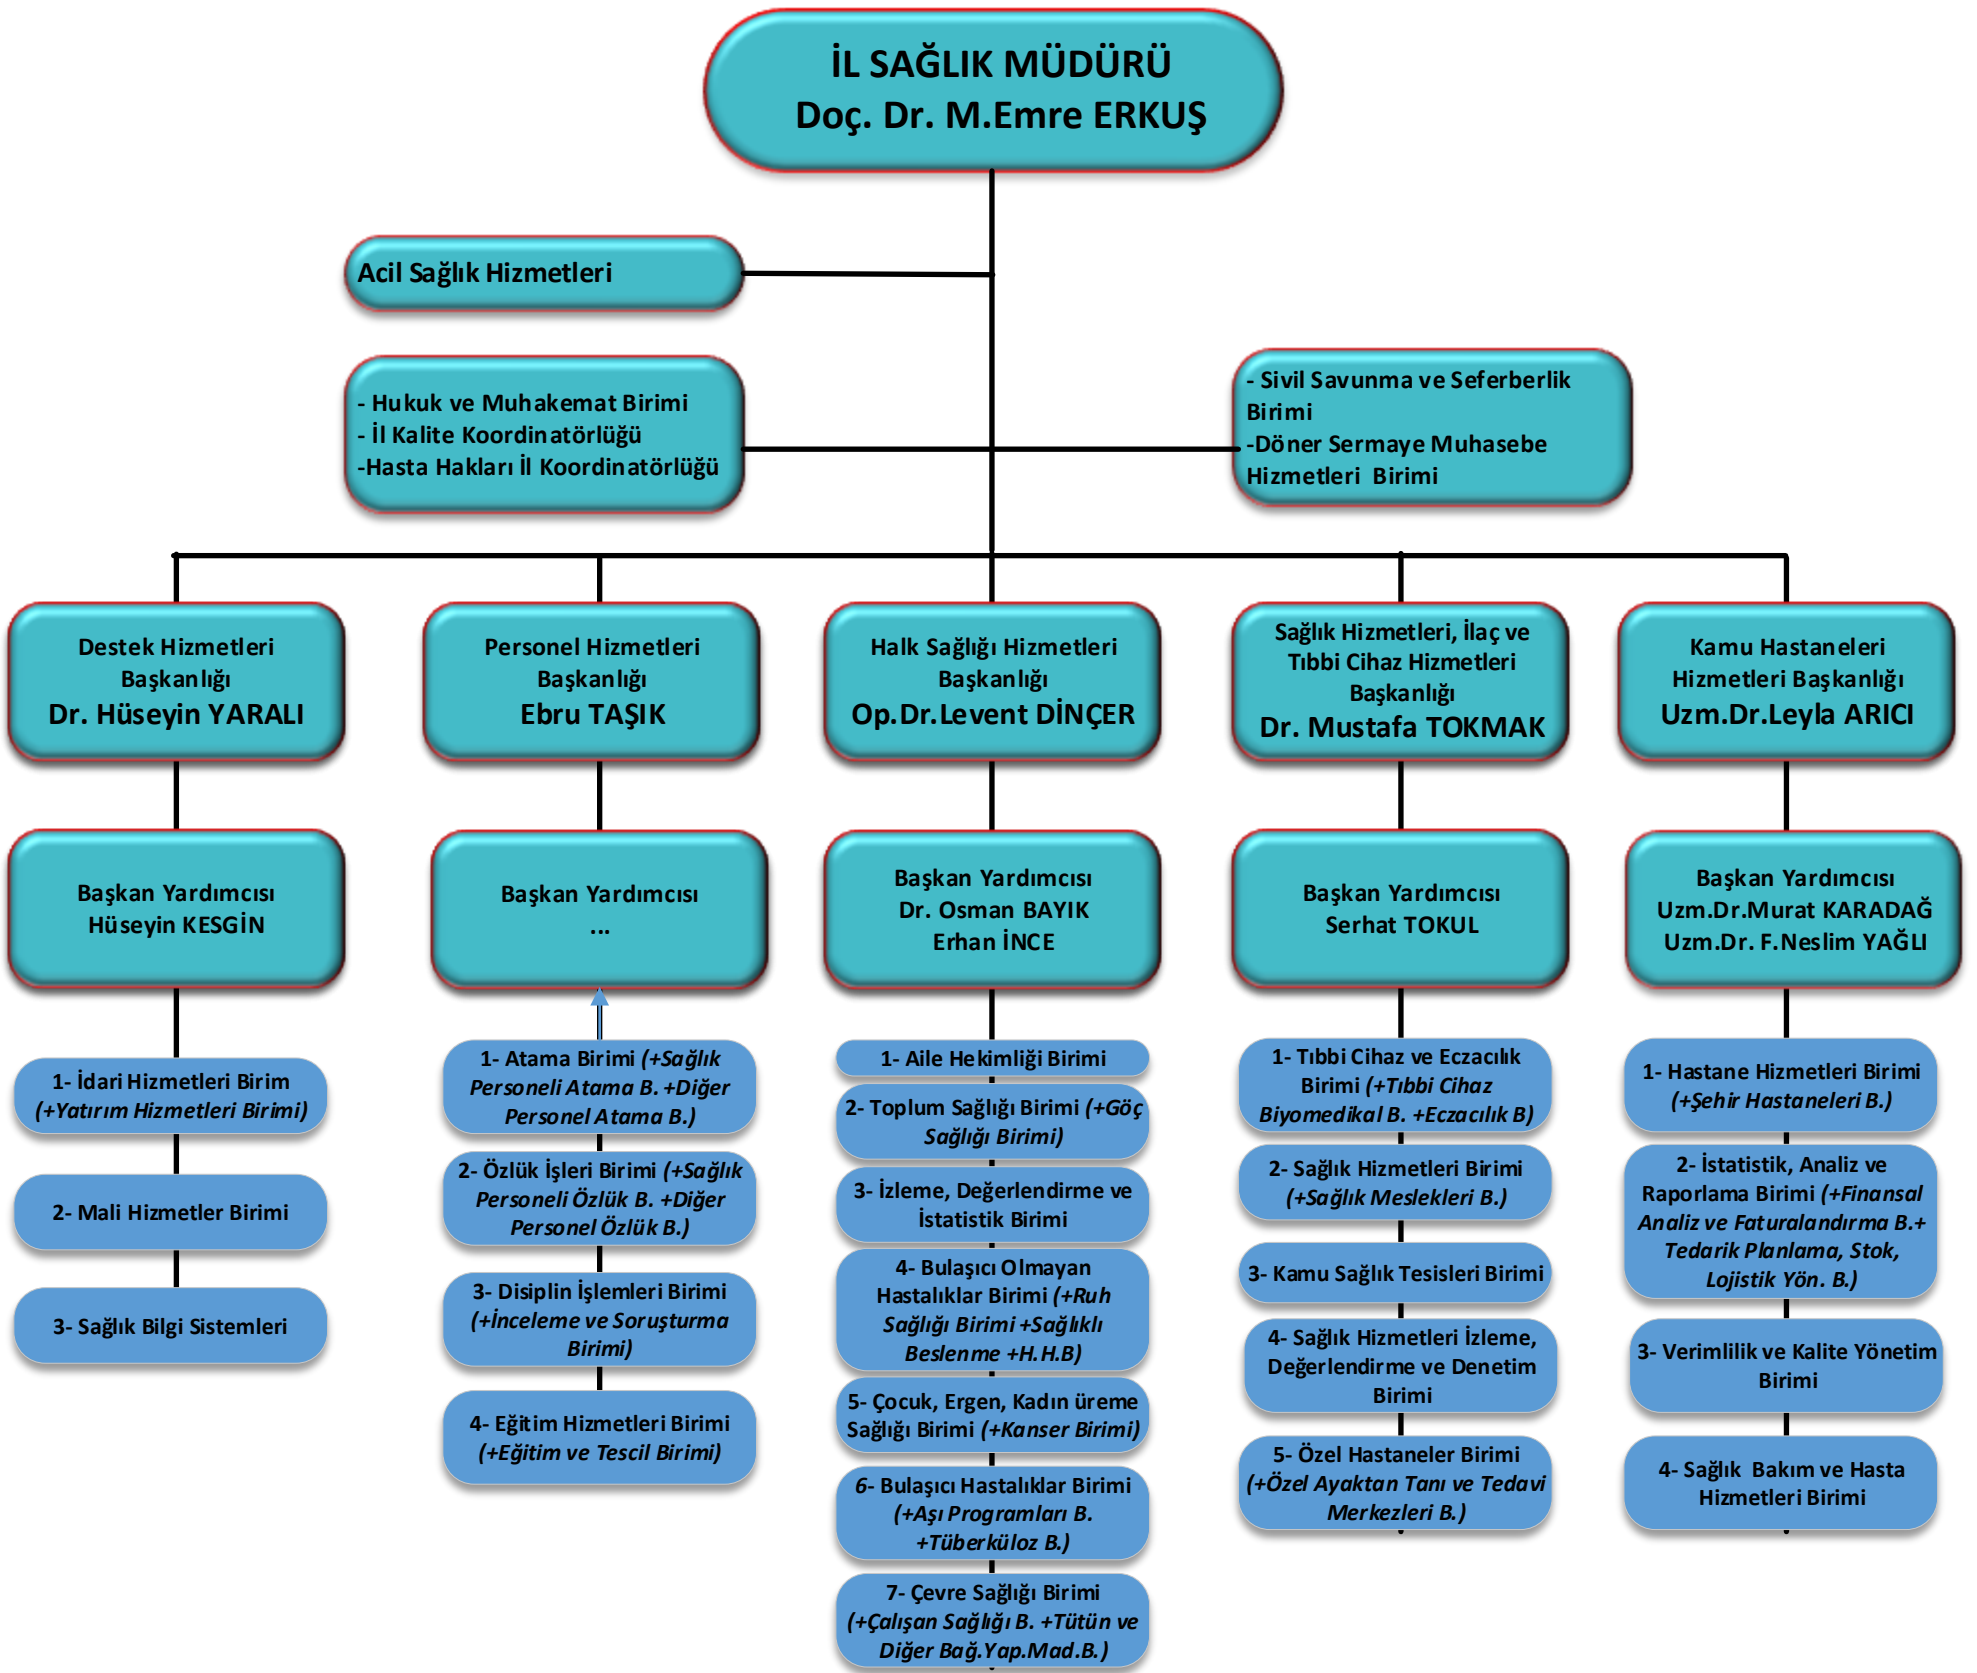 İL SAĞLIK MÜDÜRÜ
Doç. Dr. M.Emre ERKUŞ
Acil Sağlık Hizmetleri
- Hukuk ve Muhakemat Birimi
- İl Kalite Koordinatörlüğü
-Hasta Hakları İl Koordinatörlüğü
- Sivil Savunma ve Seferberlik
Birimi
-Döner Sermaye Muhasebe
Hizmetleri Birimi
Destek Hizmetleri
Başkanlığı
Dr. Hüseyin YARALI
Personel Hizmetleri
Başkanlığı
Ebru TAŞIK
Halk Sağlığı Hizmetleri
Başkanlığı
Op.Dr.Levent DİNÇER
Sağlık Hizmetleri, İlaç ve
Tıbbi Cihaz Hizmetleri
Başkanlığı
Dr. Mustafa TOKMAK
Kamu Hastaneleri
Hizmetleri Başkanlığı
Uzm.Dr.Leyla ARICI
Başkan Yardımcısı
Hüseyin KESGİN
Başkan Yardımcısı
...
Başkan Yardımcısı
Dr. Osman BAYIK
Erhan İNCE
Başkan Yardımcısı
Serhat TOKUL
Başkan Yardımcısı
Uzm.Dr.Murat KARADAĞ
Uzm.Dr. F.Neslim YAĞLI
1- İdari Hizmetleri Birim
(+Yatırım Hizmetleri Birimi)
2- Mali Hizmetler Birimi
3- Sağlık Bilgi Sistemleri
1- Atama Birimi (+Sağlık
Personeli Atama B. +Diğer
Personel Atama B.)
2- Özlük İşleri Birimi (+Sağlık
Personeli Özlük B. +Diğer
Personel Özlük B.)
3- Disiplin İşlemleri Birimi
(+İnceleme ve Soruşturma
Birimi)
4- Eğitim Hizmetleri Birimi
(+Eğitim ve Tescil Birimi)
1- Aile Hekimliği Birimi
2- Toplum Sağlığı Birimi (+Göç
Sağlığı Birimi)
3- İzleme, Değerlendirme ve
İstatistik Birimi
4- Bulaşıcı Olmayan
Hastalıklar Birimi (+Ruh
Sağlığı Birimi +Sağlıklı
Beslenme +H.H.B)
5- Çocuk, Ergen, Kadın üreme
Sağlığı Birimi (+Kanser Birimi)
6- Bulaşıcı Hastalıklar Birimi
(+Aşı Programları B.
+Tüberküloz B.)
7- Çevre Sağlığı Birimi
(+Çalışan Sağlığı B. +Tütün ve
Diğer Bağ.Yap.Mad.B.)
1- Tıbbi Cihaz ve Eczacılık
Birimi (+Tıbbi Cihaz
Biyomedikal B. +Eczacılık B)
2- Sağlık Hizmetleri Birimi
(+Sağlık Meslekleri B.)
3- Kamu Sağlık Tesisleri Birimi
4- Sağlık Hizmetleri İzleme,
Değerlendirme ve Denetim
Birimi
5- Özel Hastaneler Birimi
(+Özel Ayaktan Tanı ve Tedavi
Merkezleri B.)
1- Hastane Hizmetleri Birimi
(+Şehir Hastaneleri B.)
2- İstatistik, Analiz ve
Raporlama Birimi (+Finansal
Analiz ve Faturalandırma B.+
Tedarik Planlama, Stok,
Lojistik Yön. B.)
3- Verimlilik ve Kalite Yönetim
Birimi
4- Sağlık Bakım ve Hasta
Hizmetleri Birimi